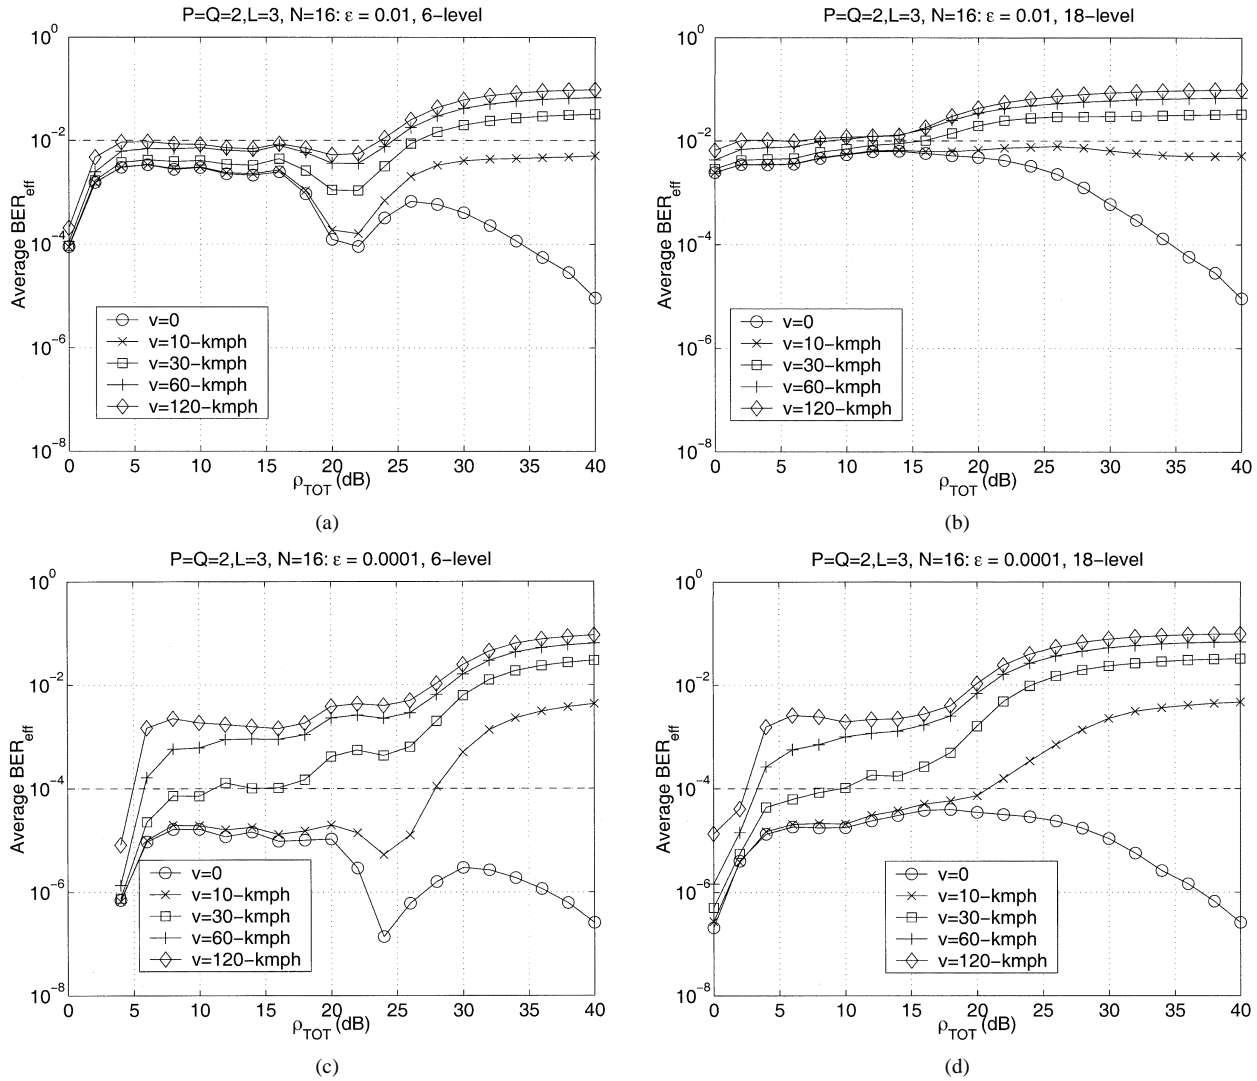 P=Q=2,L=3, N=16: ε = 0.01, 6−level
10^0
10^−2
10^−4
10^−6
10^−8
Average BER_eff
v=0
v=10−kmph
v=30−kmph
v=60−kmph
v=120−kmph
0 5 10 15 20 25 30 35 40
ρ_TOT (dB)
(a)
P=Q=2,L=3, N=16: ε = 0.01, 18−level
10^0
10^−2
10^−4
10^−6
10^−8
Average BER_eff
v=0
v=10−kmph
v=30−kmph
v=60−kmph
v=120−kmph
0 5 10 15 20 25 30 35 40
ρ_TOT (dB)
(b)
P=Q=2,L=3, N=16: ε = 0.0001, 6−level
10^0
10^−2
10^−4
10^−6
10^−8
Average BER_eff
v=0
v=10−kmph
v=30−kmph
v=60−kmph
v=120−kmph
0 5 10 15 20 25 30 35 40
ρ_TOT (dB)
(c)
P=Q=2,L=3, N=16: ε = 0.0001, 18−level
10^0
10^−2
10^−4
10^−6
10^−8
Average BER_eff
v=0
v=10−kmph
v=30−kmph
v=60−kmph
v=120−kmph
0 5 10 15 20 25 30 35 40
ρ_TOT (dB)
(d)